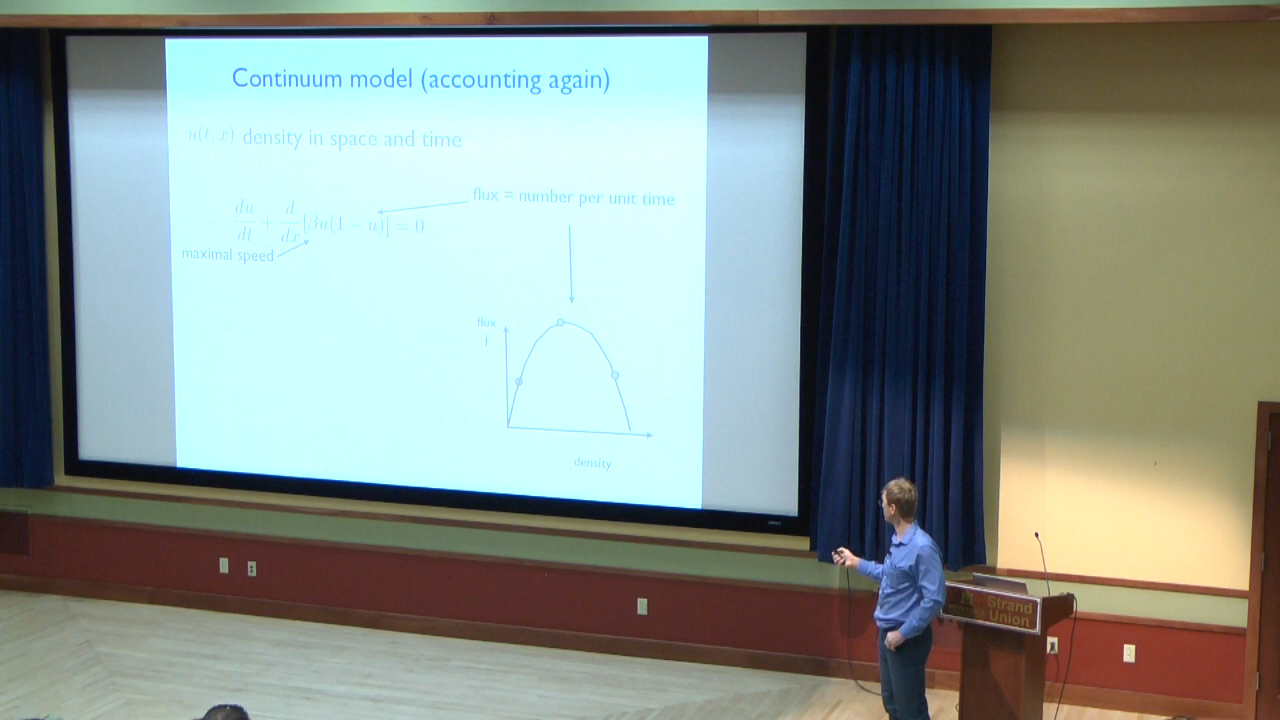 Continuum model (accounting again)
u(t, x) density in space and time
flux = number per unit time
du/dt + d/dx [βu(1 − u)] = 0
maximal speed
flux
j
density
Strand
Union